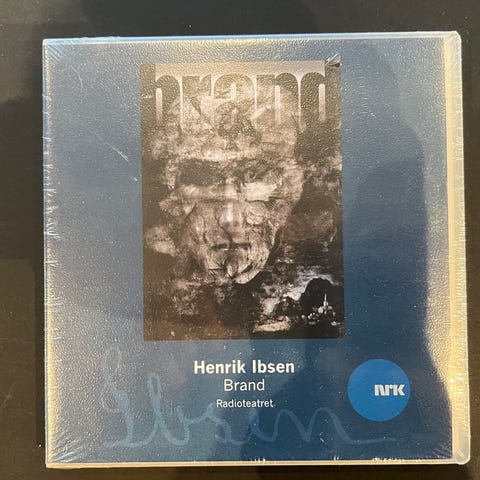 brand
Henrik Ibsen
Brand
Radioteatret
NRK
Ibsen